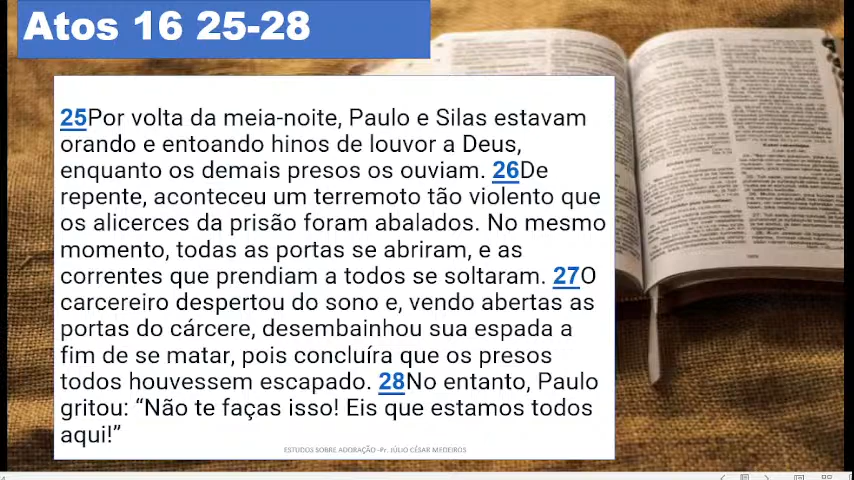 Atos 16 25-28
25Por volta da meia-noite, Paulo e Silas estavam
orando e entoando hinos de louvor a Deus,
enquanto os demais presos os ouviam. 26De
repente, aconteceu um terremoto tão violento que
os alicerces da prisão foram abalados. No mesmo
momento, todas as portas se abriram, e as
correntes que prendiam a todos se soltaram. 27O
carcereiro despertou do sono e, vendo abertas as
portas do cárcere, desembainhou sua espada a
fim de se matar, pois concluíra que os presos
todos houvessem escapado. 28No entanto, Paulo
gritou: “Não te faças isso! Eis que estamos todos
aqui!”
ESTUDOS SOBRE ADORAÇÃO -Pr. JÚLIO CÉSAR MEDEIROS